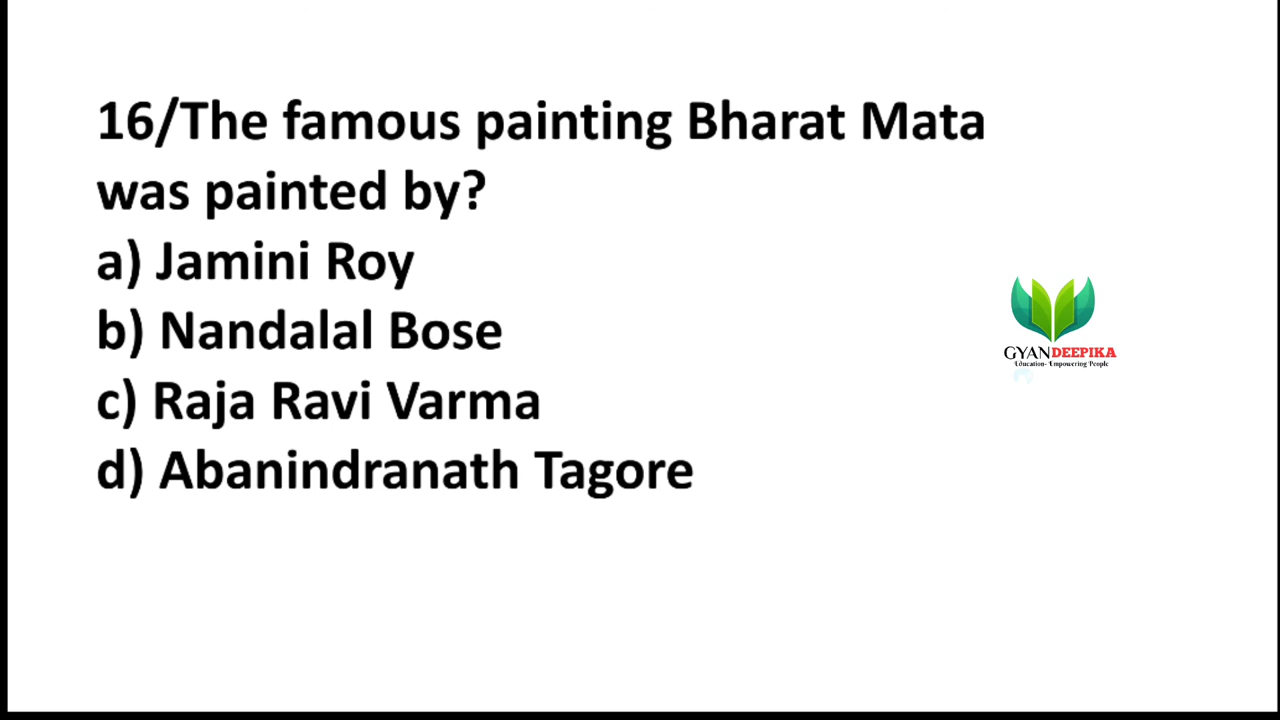 16/The famous painting Bharat Mata
was painted by?
a) Jamini Roy
b) Nandalal Bose
c) Raja Ravi Varma
d) Abanindranath Tagore
GYANDEEPIKA
Education- Empowering People